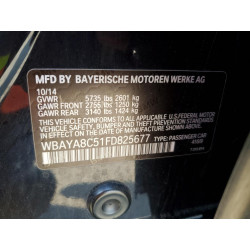 MFD BY BAYERISCHE MOTOREN WERKE AG
10/14
GVWR 5735 lbs 2601 kg
GAWR FRONT 2756 lbs 1250 kg
GAWR REAR 3140 lbs 1424 kg
THIS VEHICLE CONFORMS TO ALL APPLICABLE U.S. FEDERAL MOTOR
VEHICLE SAFETY, BUMPER, AND THEFT PREVENTION STANDARDS
IN EFFECT ON THE DATE OF MANUFACTURE SHOWN ABOVE.
WBAYA8C51FD825677
TYPE: PASSENGER CAR